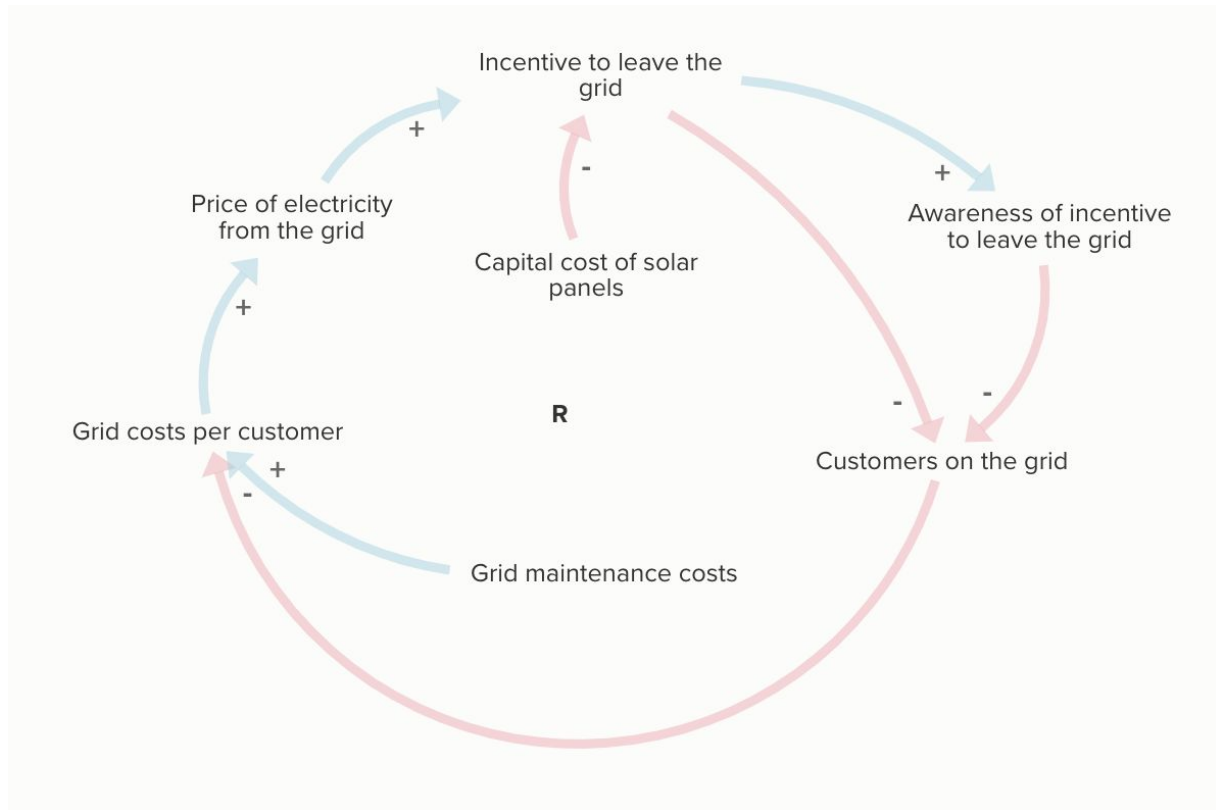 Incentive to leave the
grid
+
-
+
Price of electricity
from the grid
Awareness of incentive
to leave the grid
Capital cost of solar
panels
+
-
-
R
Grid costs per customer
Customers on the grid
+
-
Grid maintenance costs